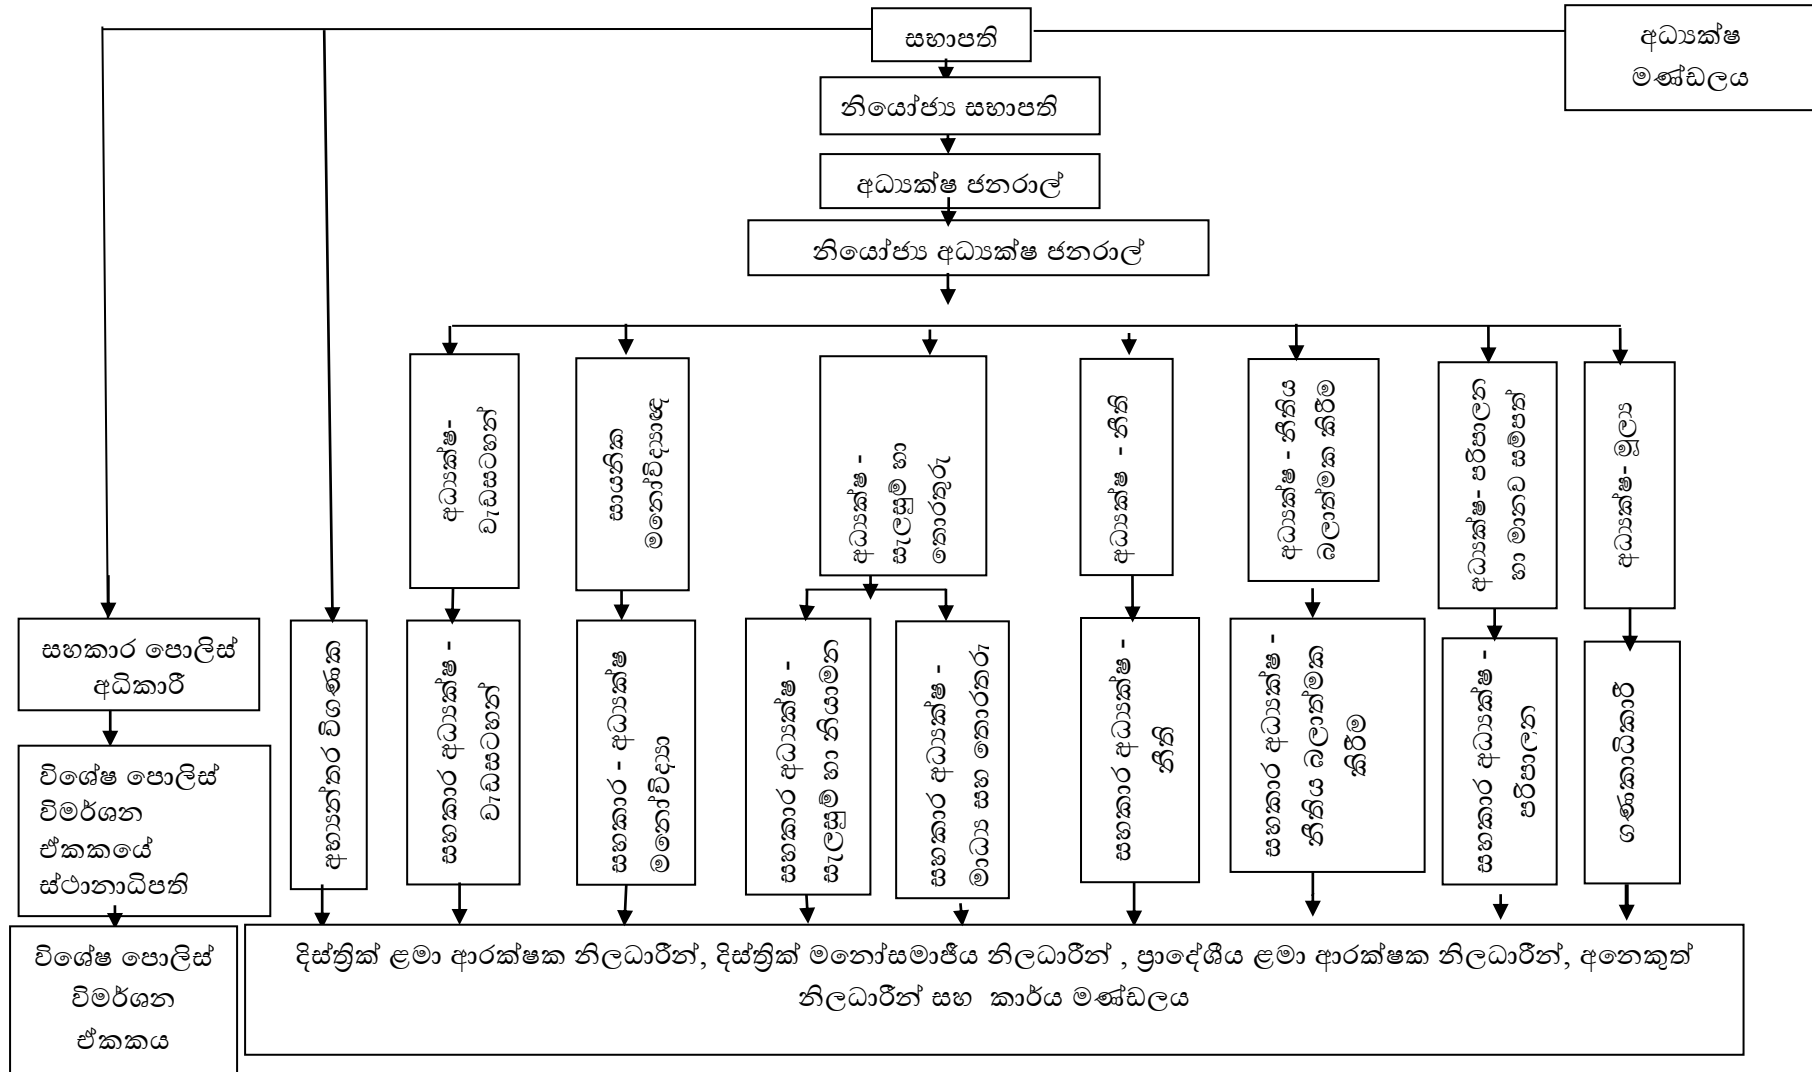 සභාපති
අධ්‍යක්ෂ
මණ්ඩලය
නියෝජ්‍ය සභාපති
අධ්‍යක්ෂ ජනරාල්
නියෝජ්‍ය අධ්‍යක්ෂ ජනරාල්
අධ්‍යක්ෂ-
වැඩසටහන්
සායනික
මනෝවිද්‍යාඥ
අධ්‍යක්ෂ -
සැලසුම් හා
තොරතුරු
අධ්‍යක්ෂ - නීති
අධ්‍යක්ෂ - නීතිය
බලාත්මක කිරීම
අධ්‍යක්ෂ- පරිපාලන
හා මානව සම්පත්
අධ්‍යක්ෂ- මූල්‍ය
සහකාර පොලිස්
අධිකාරී
අභ්‍යන්තර විගණක
සහකාර අධ්‍යක්ෂ -
වැඩසටහන්
සහකාර - අධ්‍යක්ෂ
මනෝවිද්‍යා
සහකාර අධ්‍යක්ෂ -
සැලසුම් හා නියාමන
සහකාර අධ්‍යක්ෂ -
මාධ්‍ය සහ තොරතරු
සහකාර අධ්‍යක්ෂ -
නීති
සහකාර අධ්‍යක්ෂ -
නීතිය බලාත්මක
කිරීම
සහකාර අධ්‍යක්ෂ -
පරිපාලන
ගණකාධිකාරී
විශේෂ පොලිස්
විමර්ශන
ඒකකයේ
ස්ථානාධිපති
විශේෂ පොලිස්
විමර්ශන
ඒකකය
දිස්ත්‍රික් ළමා ආරක්ෂක නිලධාරීන්, දිස්ත්‍රික් මනෝසමාජීය නිලධාරීන් , ප්‍රාදේශීය ළමා ආරක්ෂක නිලධාරීන්, අනෙකුත්
නිලධාරීන් සහ කාර්ය මණ්ඩලය